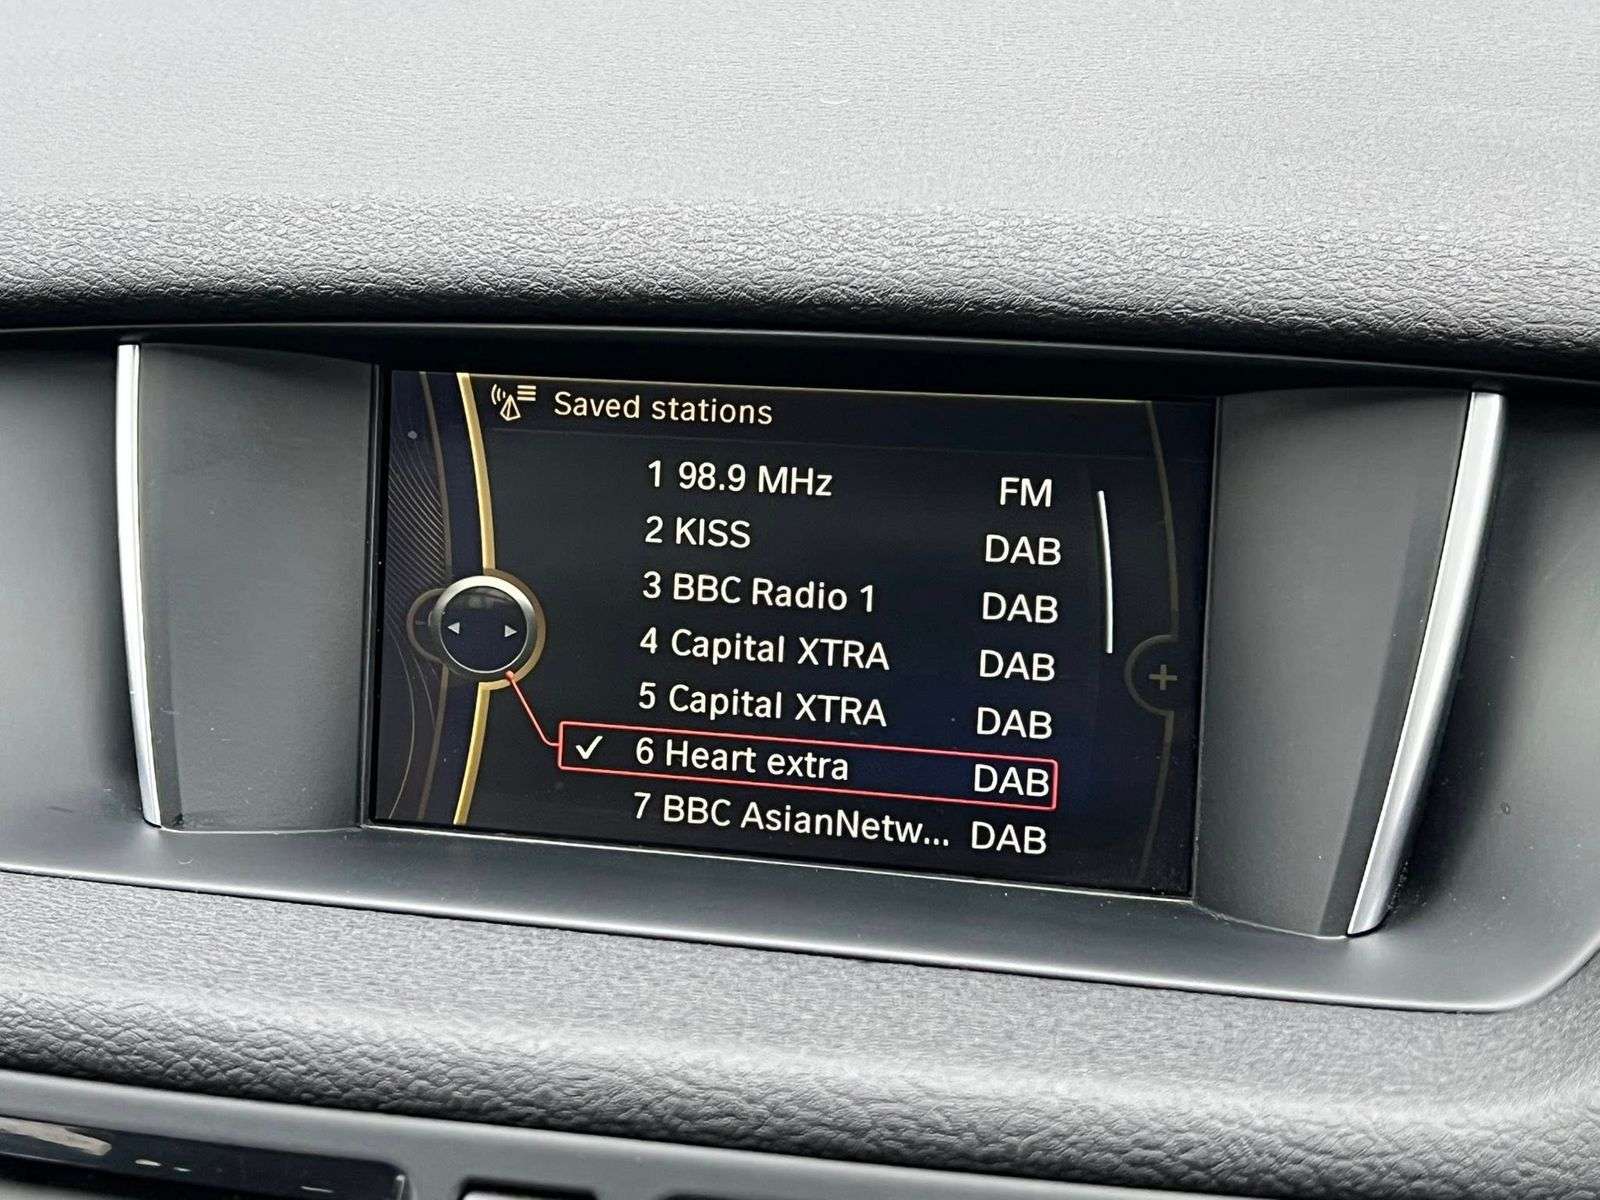 Saved stations
1 98.9 MHz FM
2 KISS DAB
3 BBC Radio 1 DAB
4 Capital XTRA DAB
5 Capital XTRA DAB
✓ 6 Heart extra DAB
7 BBC AsianNetw... DAB